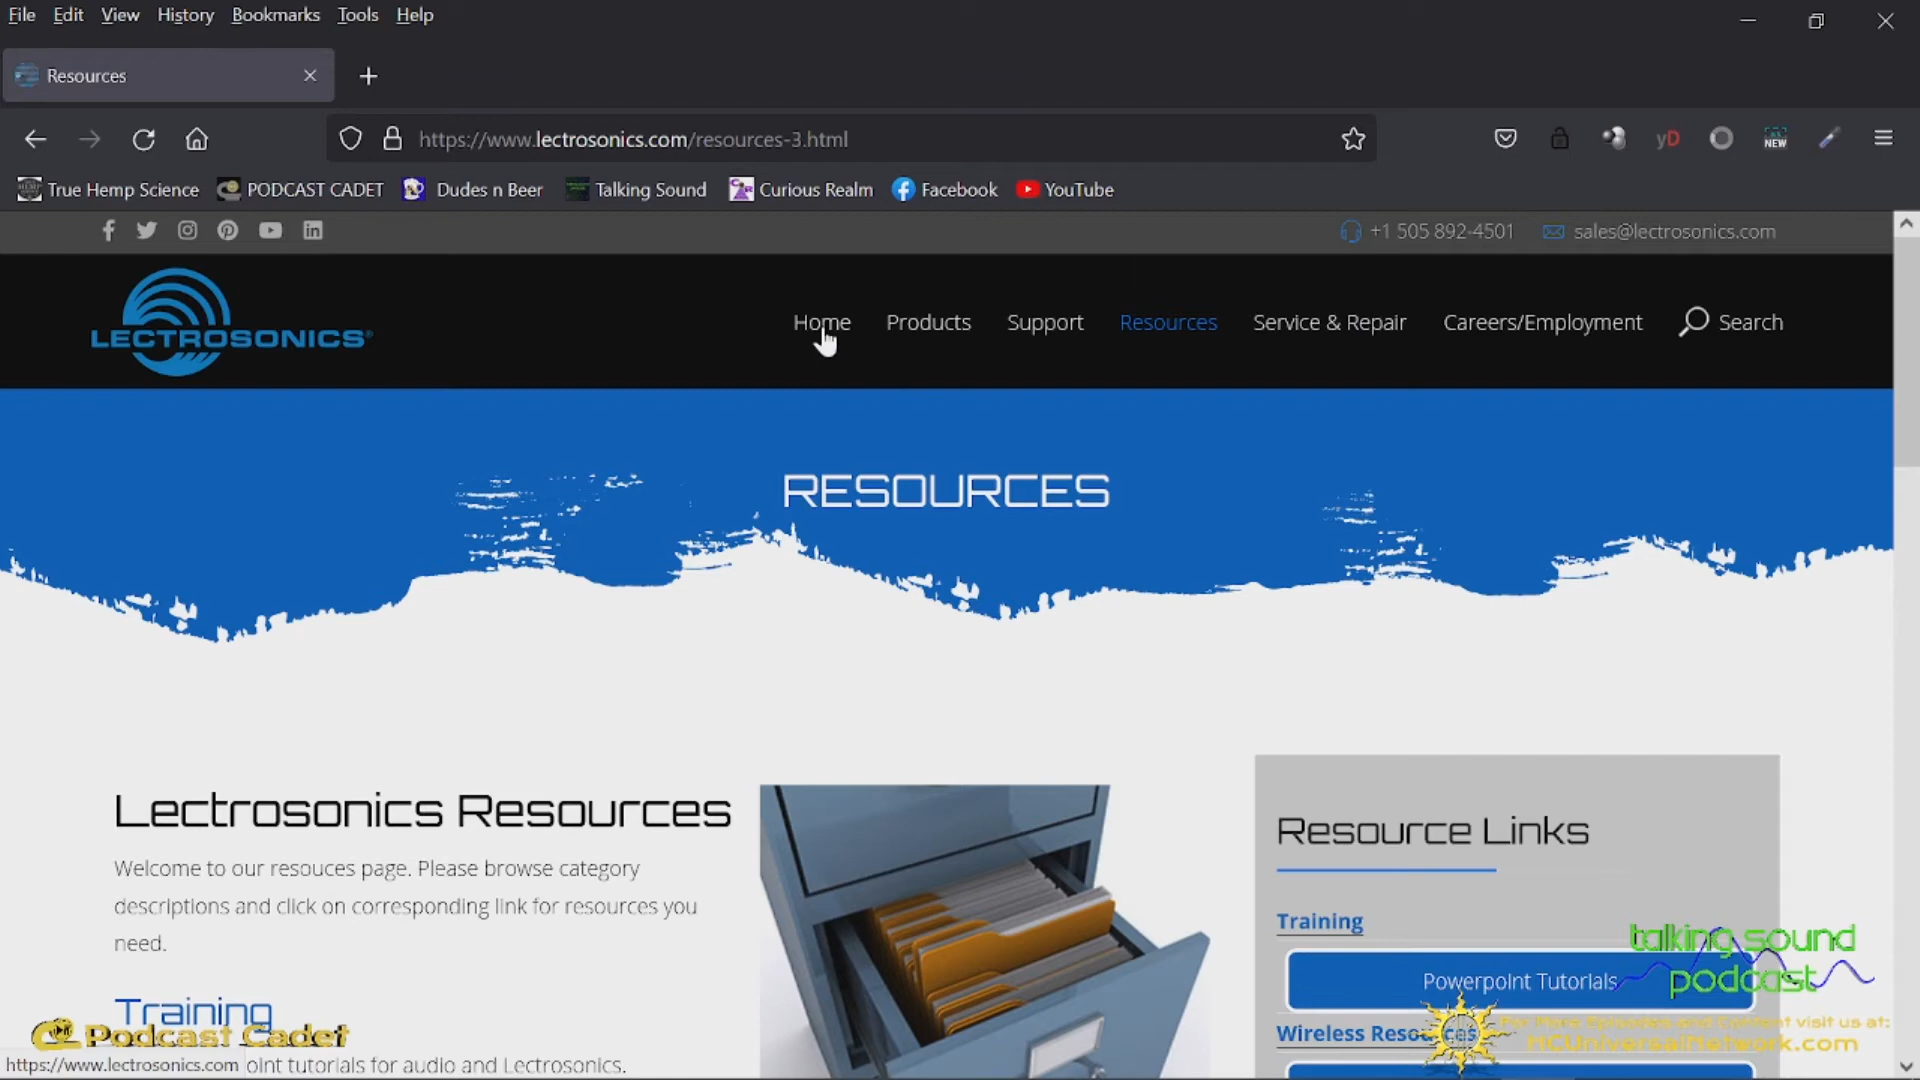 File Edit View History Bookmarks Tools Help
Resources
https://www.lectrosonics.com/resources-3.html
NEW
True Hemp Science PODCAST CADET Dudes n Beer Talking Sound Curious Realm Facebook YouTube
+1 505 892-4501 sales@lectrosonics.com
LECTROSONICS®
Home Products Support Resources Service & Repair Careers/Employment Search
RESOURCES
Lectrosonics Resources
Welcome to our resouces page. Please browse category
descriptions and click on corresponding link for resources you
need.
Training
oint tutorials for audio and Lectrosonics.
Resource Links
Training
Powerpoint Tutorials
Wireless Resources
talking sound
podcast
Podcast Cadet
For More Episodes and Content visit us at:
HCUniversalNetwork.com
https://www.lectrosonics.com